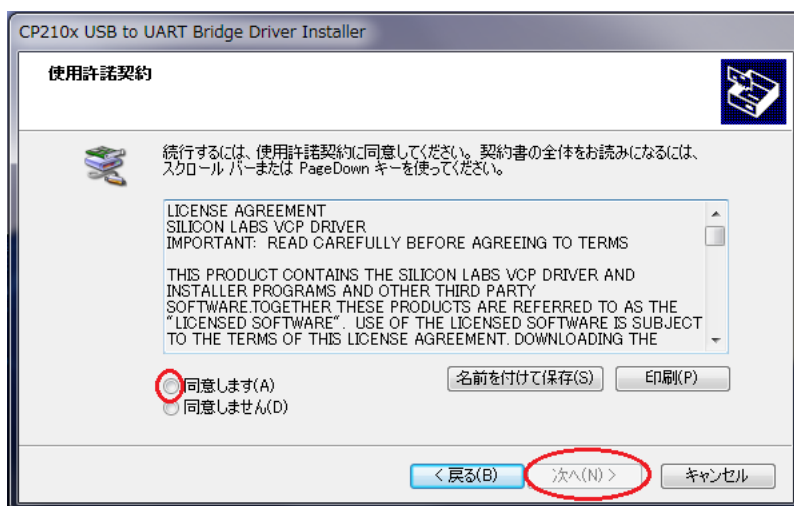 CP210x USB to UART Bridge Driver Installer
使用許諾契約
続行するには、使用許諾契約に同意してください。契約書の全体をお読みになるには、
スクロール バーまたは PageDown キーを使ってください。
LICENSE AGREEMENT
SILICON LABS VCP DRIVER
IMPORTANT: READ CAREFULLY BEFORE AGREEING TO TERMS
THIS PRODUCT CONTAINS THE SILICON LABS VCP DRIVER AND
INSTALLER PROGRAMS AND OTHER THIRD PARTY
SOFTWARE.TOGETHER THESE PRODUCTS ARE REFERRED TO AS THE
"LICENSED SOFTWARE". USE OF THE LICENSED SOFTWARE IS SUBJECT
TO THE TERMS OF THIS LICENSE AGREEMENT. DOWNLOADING THE
同意します(A)
名前を付けて保存(S)
印刷(P)
同意しません(D)
< 戻る(B)
次へ(N) >
キャンセル